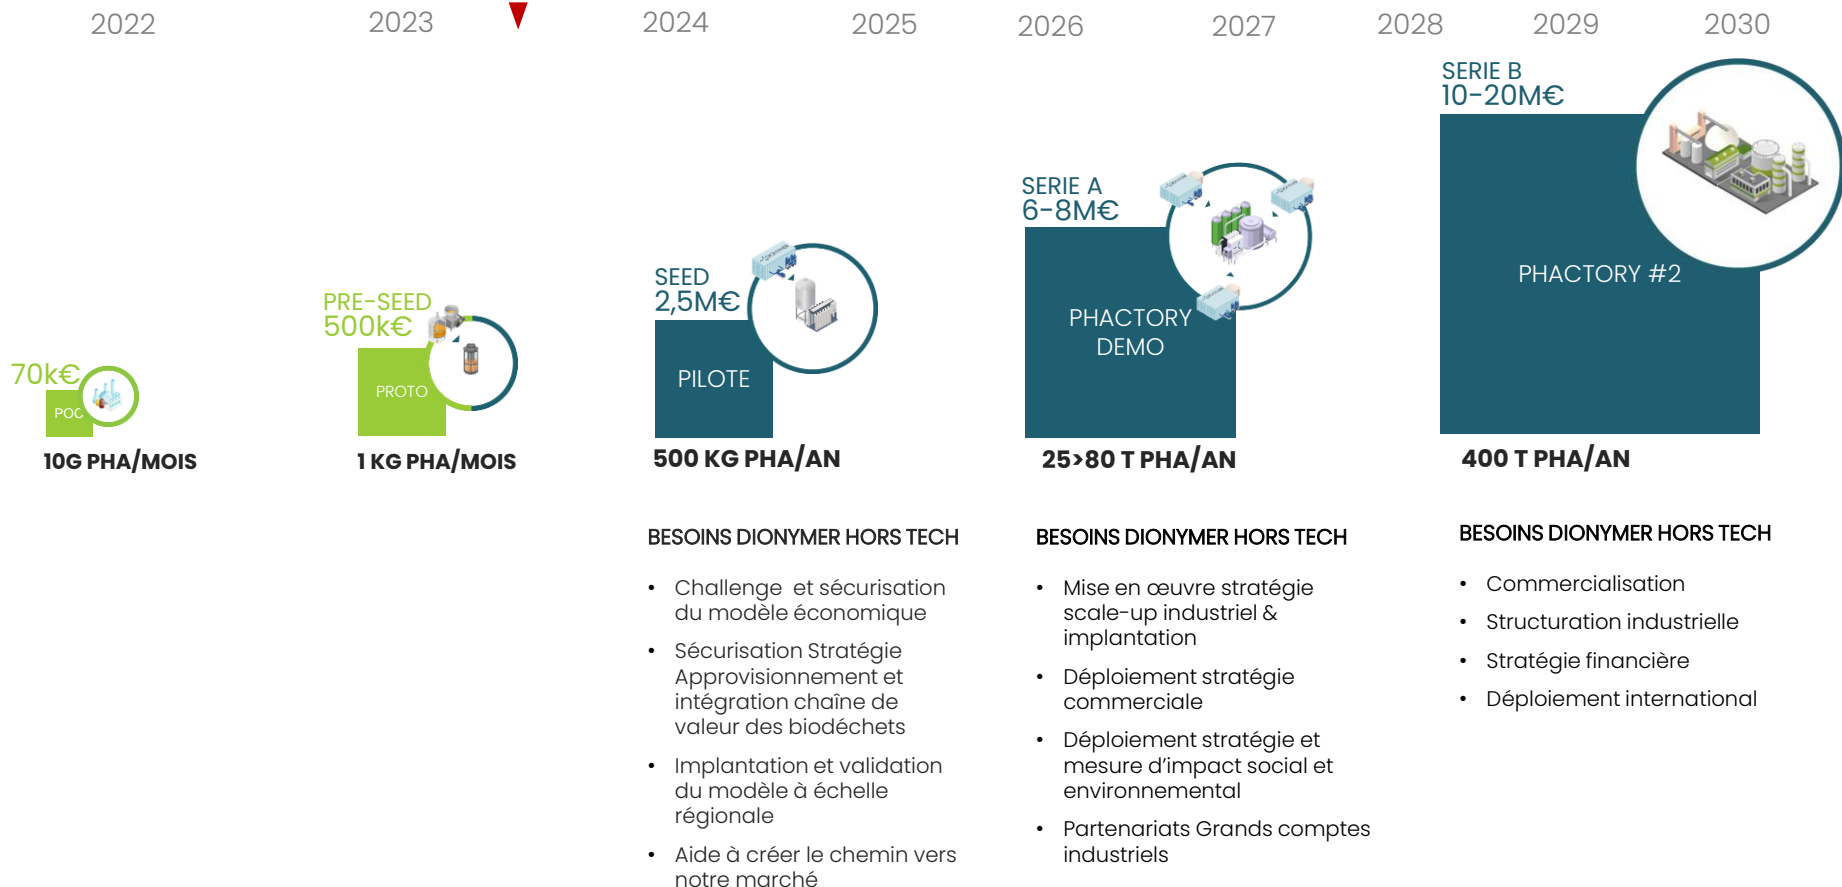 2022
2023
2024
2025
2026
2027
2028
2029
2030
70k€
POC
10G PHA/MOIS
PRE-SEED
500k€
PROTO
1 KG PHA/MOIS
SEED
2,5M€
PILOTE
500 KG PHA/AN
SERIE A
6-8M€
PHACTORY
DEMO
25>80 T PHA/AN
SERIE B
10-20M€
PHACTORY #2
400 T PHA/AN
BESOINS DIONYMER HORS TECH
• Challenge et sécurisation
du modèle économique
• Sécurisation Stratégie
Approvisionnement et
intégration chaîne de
valeur des biodéchets
• Implantation et validation
du modèle à échelle
régionale
• Aide à créer le chemin vers
notre marché
BESOINS DIONYMER HORS TECH
• Mise en œuvre stratégie
scale-up industriel &
implantation
• Déploiement stratégie
commerciale
• Déploiement stratégie et
mesure d'impact social et
environnemental
• Partenariats Grands comptes
industriels
BESOINS DIONYMER HORS TECH
• Commercialisation
• Structuration industrielle
• Stratégie financière
• Déploiement international